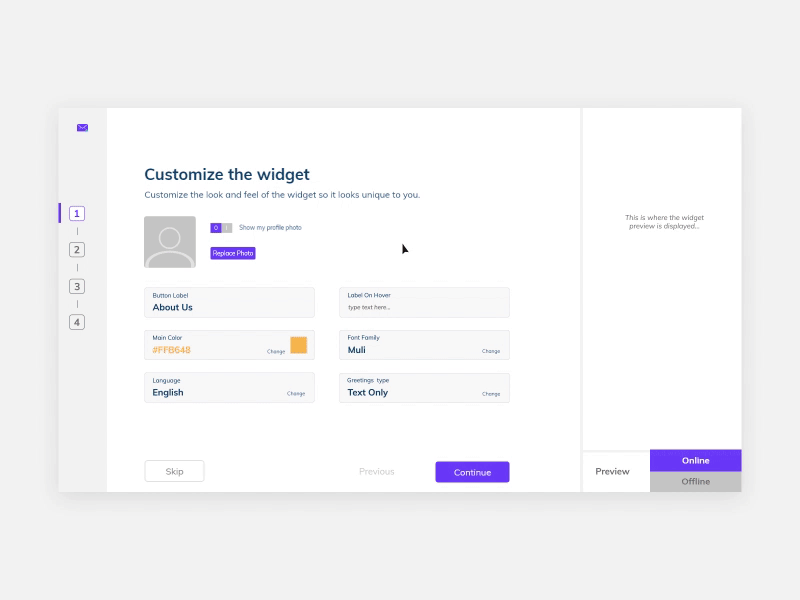 Customize the widget
Customize the look and feel of the widget so it looks unique to you.
1
2
3
4
O I Show my profile photo
Replace Photo
Button Label
About Us
Label On Hover
type text here...
Main Color
#FFB648
Change
Font Family
Muli
Change
Language
English
Change
Greetings type
Text Only
Change
Skip
Previous
Continue
This is where the widget
preview is displayed...
Preview
Online
Offline